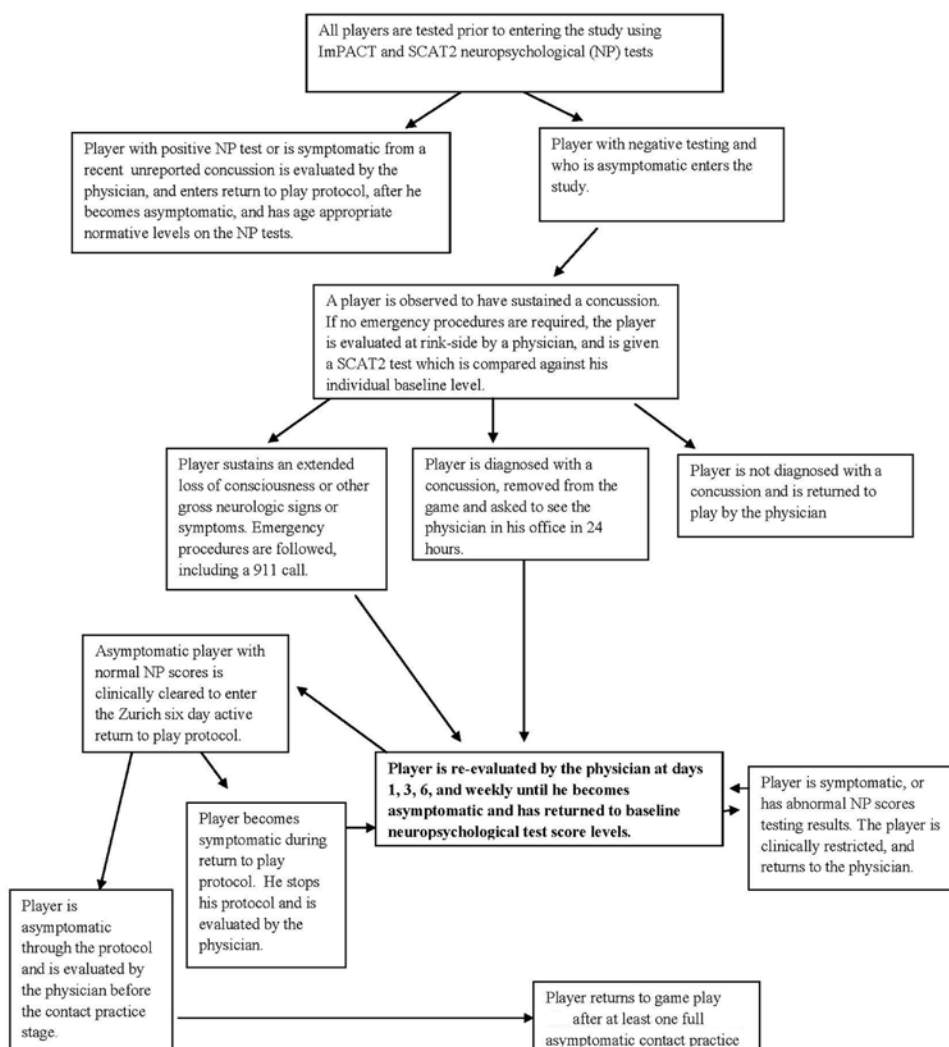 All players are tested prior to entering the study using
ImPACT and SCAT2 neuropsychological (NP) tests
Player with positive NP test or is symptomatic from a
recent unreported concussion is evaluated by the
physician, and enters return to play protocol, after he
becomes asymptomatic, and has age appropriate
normative levels on the NP tests.
Player with negative testing and
who is asymptomatic enters the
study.
A player is observed to have sustained a concussion.
If no emergency procedures are required, the player
is evaluated at rink-side by a physician, and is given
a SCAT2 test which is compared against his
individual baseline level.
Player sustains an extended
loss of consciousness or other
gross neurologic signs or
symptoms. Emergency
procedures are followed,
including a 911 call.
Player is diagnosed with a
concussion, removed from the
game and asked to see the
physician in his office in 24
hours.
Player is not diagnosed with a
concussion and is returned to
play by the physician
Asymptomatic player with
normal NP scores is
clinically cleared to enter
the Zurich six day active
return to play protocol.
Player is re-evaluated by the physician at days
1, 3, 6, and weekly until he becomes
asymptomatic and has returned to baseline
neuropsychological test score levels.
Player is symptomatic, or
has abnormal NP scores
testing results. The player is
clinically restricted, and
returns to the physician.
Player becomes
symptomatic during
return to play
protocol. He stops
his protocol and is
evaluated by the
physician.
Player is
asymptomatic
through the protocol
and is evaluated by
the physician before
the contact practice
stage.
Player returns to game play
after at least one full
asymptomatic contact practice